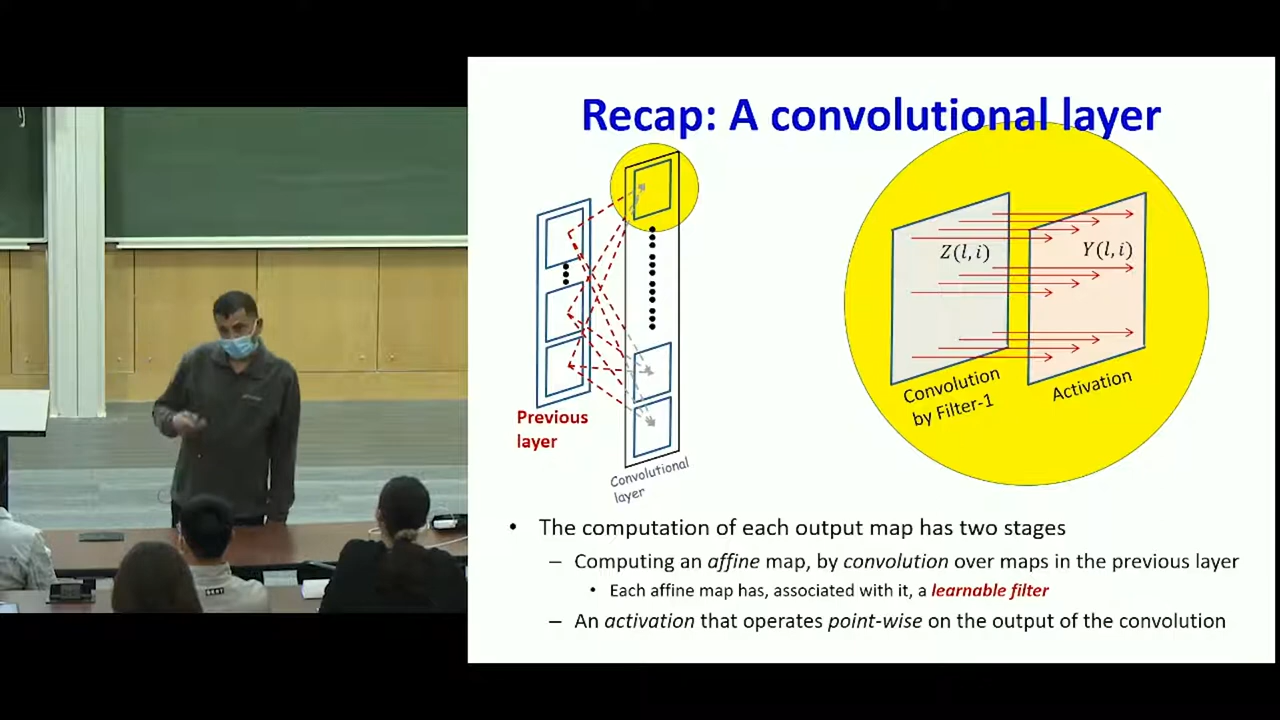 Recap: A convolutional layer
Z(l, i)
Y(l, i)
Convolution
by Filter-1
Activation
Previous
layer
Convolutional
layer
• The computation of each output map has two stages
– Computing an affine map, by convolution over maps in the previous layer
• Each affine map has, associated with it, a learnable filter
– An activation that operates point-wise on the output of the convolution